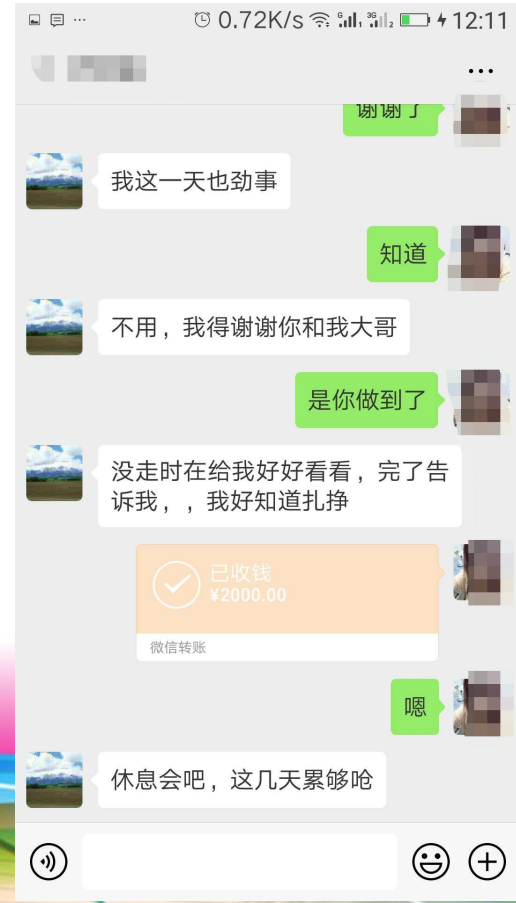 0.72K/s
12:11
谢谢了
我这一天也劲事
知道
不用，我得谢谢你和我大哥
是你做到了
没走时在给我好好看看，完了告
诉我，，我好知道扎挣
已收钱
¥2000.00
微信转账
嗯
休息会吧，这几天累够呛